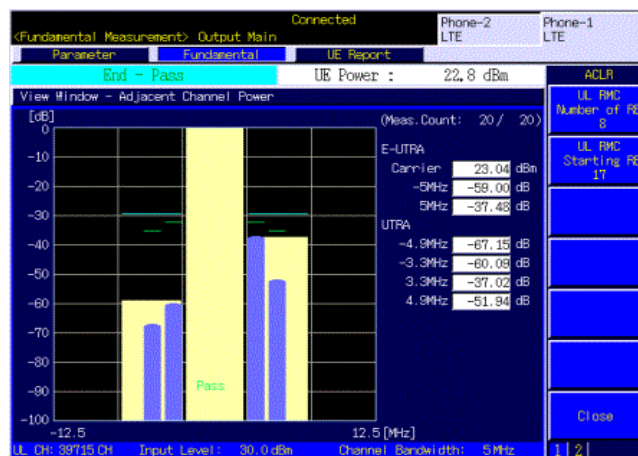 Connected
<Fundamental Measurement> Output Main
Phone-2
LTE
Phone-1
LTE
Parameter
Fundamental
UE Report
End - Pass
UE Power : 22.8 dBm
ACLR
View Window - Adjacent Channel Power
UL RMC
Number of RB
8
UL RMC
Starting RB
17
[dB]
(Meas.Count: 20/ 20)
0
-10
-20
-30
-40
-50
-60
-70
-80
-90
-100
E-UTRA
Carrier 23.04 dBm
-5MHz -59.00 dB
5MHz -37.48 dB
UTRA
-4.9MHz -67.15 dB
-3.3MHz -60.09 dB
3.3MHz -37.02 dB
4.9MHz -51.94 dB
Pass
-12.5
12.5[MHz]
Close
UL CH: 39715 CH Input Level: 30.0 dBm Channel Bandwidth: 5 MHz
1 2